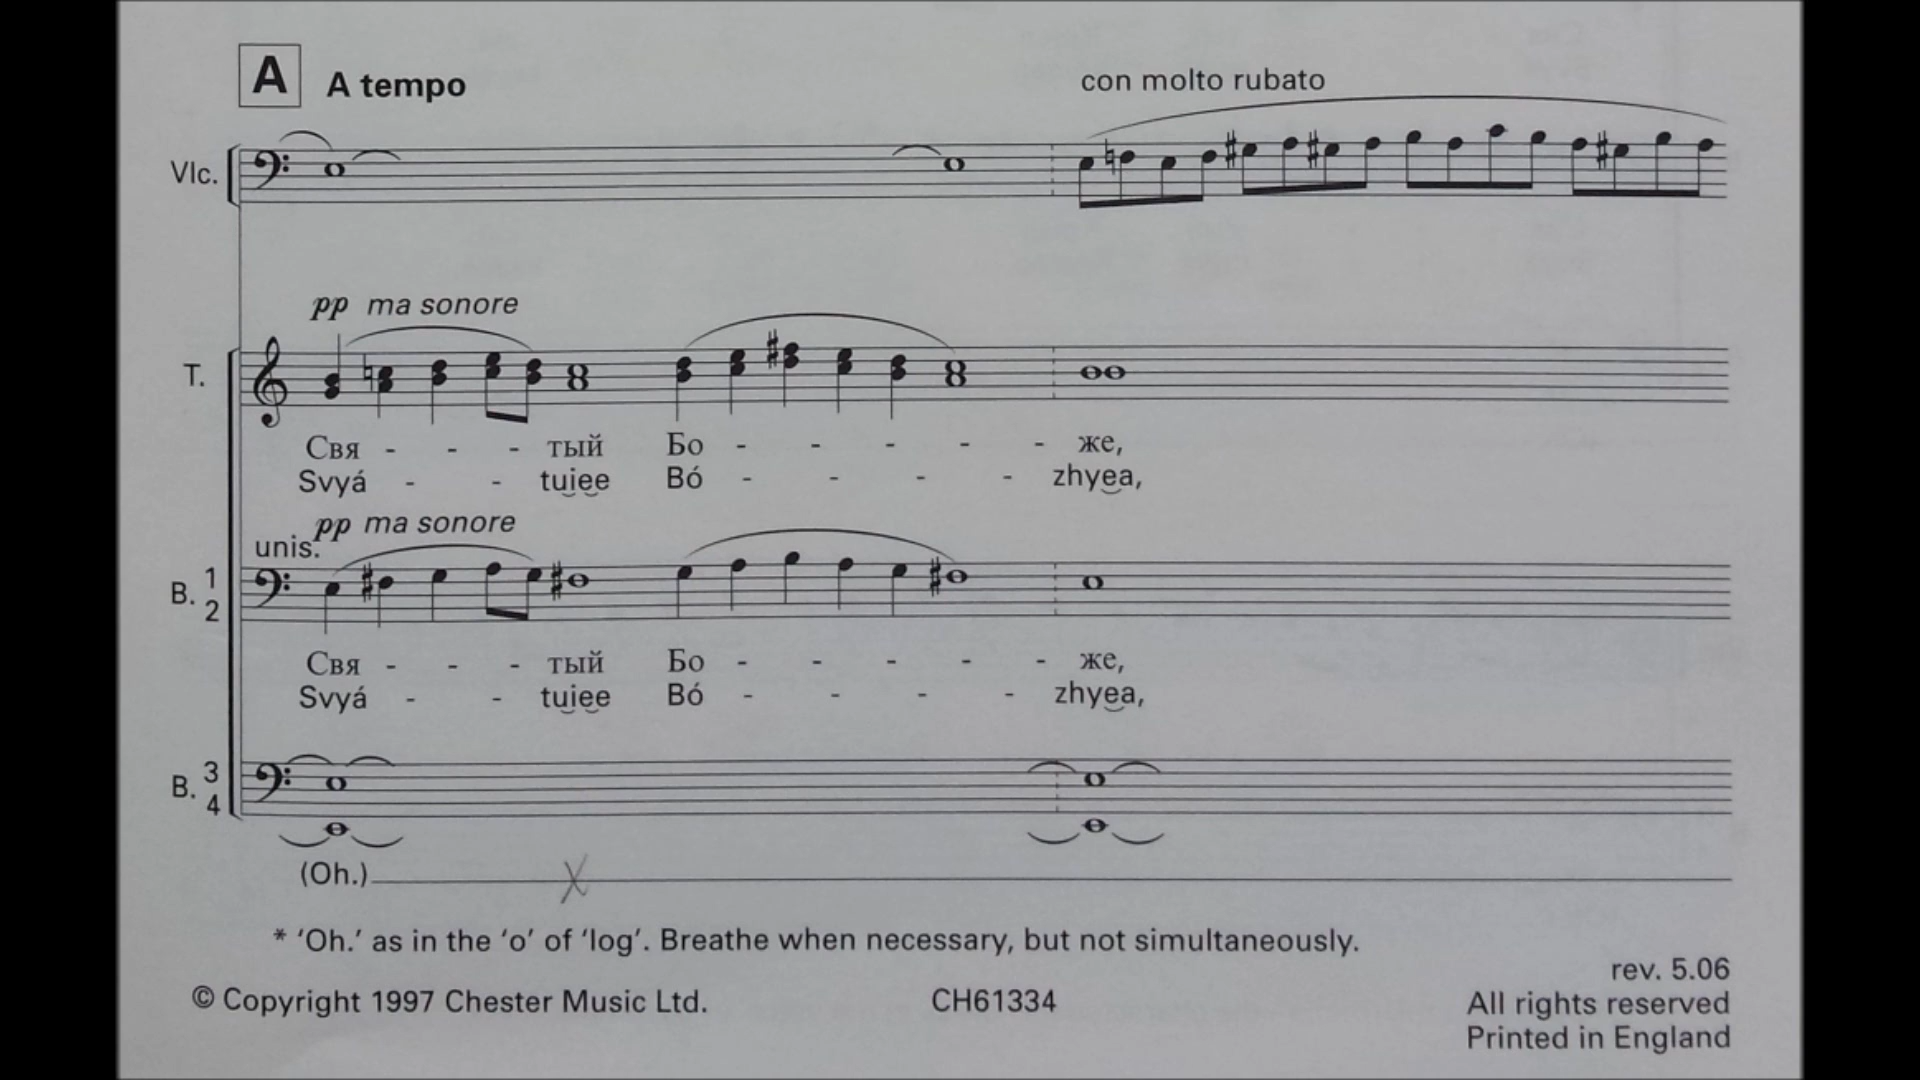 A A tempo con molto rubato
Vlc.
pp ma sonore
T.
Свя - - - тый Бо - - - - - же,
Svyá - - tuiee Bó - - - - zhyea,
pp ma sonore
unis.
B. 1 2
Свя - - - тый Бо - - - - - же,
Svyá - - tuiee Bó - - - - zhyea,
B. 3 4
(Oh.) X
* ‘Oh.’ as in the ‘o’ of ‘log’. Breathe when necessary, but not simultaneously.
rev. 5.06
© Copyright 1997 Chester Music Ltd. CH61334 All rights reserved
Printed in England